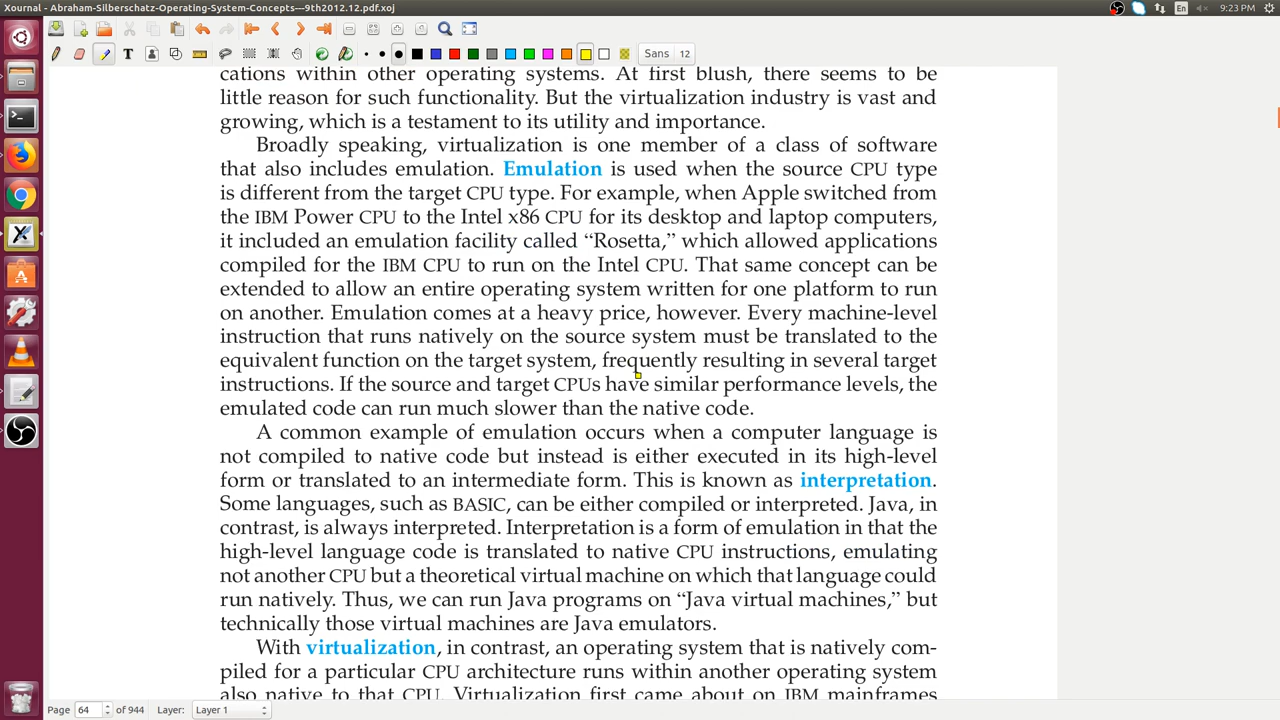 Xournal - Abraham-Silberschatz-Operating-System-Concepts---9th2012.12.pdf.xoj
En
9:23 PM
T
Sans 12
cations within other operating systems. At first blush, there seems to be
little reason for such functionality. But the virtualization industry is vast and
growing, which is a testament to its utility and importance.
Broadly speaking, virtualization is one member of a class of software
that also includes emulation. Emulation is used when the source CPU type
is different from the target CPU type. For example, when Apple switched from
the IBM Power CPU to the Intel x86 CPU for its desktop and laptop computers,
it included an emulation facility called “Rosetta,” which allowed applications
compiled for the IBM CPU to run on the Intel CPU. That same concept can be
extended to allow an entire operating system written for one platform to run
on another. Emulation comes at a heavy price, however. Every machine-level
instruction that runs natively on the source system must be translated to the
equivalent function on the target system, frequently resulting in several target
instructions. If the source and target CPUs have similar performance levels, the
emulated code can run much slower than the native code.
A common example of emulation occurs when a computer language is
not compiled to native code but instead is either executed in its high-level
form or translated to an intermediate form. This is known as interpretation.
Some languages, such as BASIC, can be either compiled or interpreted. Java, in
contrast, is always interpreted. Interpretation is a form of emulation in that the
high-level language code is translated to native CPU instructions, emulating
not another CPU but a theoretical virtual machine on which that language could
run natively. Thus, we can run Java programs on “Java virtual machines,” but
technically those virtual machines are Java emulators.
With virtualization, in contrast, an operating system that is natively com-
piled for a particular CPU architecture runs within another operating system
also native to that CPU. Virtualization first came about on IBM mainframes
Page 64 of 944 Layer: Layer 1